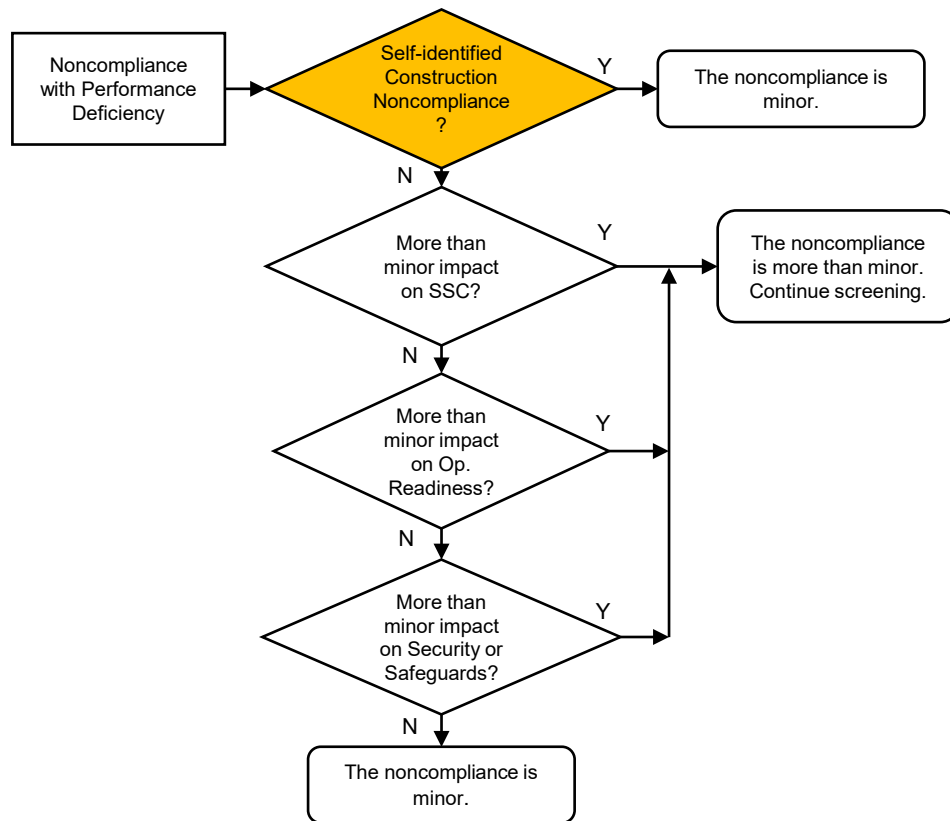 Noncompliance
with Performance
Deficiency
Self-identified
Construction
Noncompliance
?
Y
The noncompliance is
minor.
N
More than
minor impact
on SSC?
Y
The noncompliance
is more than minor.
Continue screening.
N
More than
minor impact
on Op.
Readiness?
Y
N
More than
minor impact
on Security or
Safeguards?
Y
N
The noncompliance is
minor.